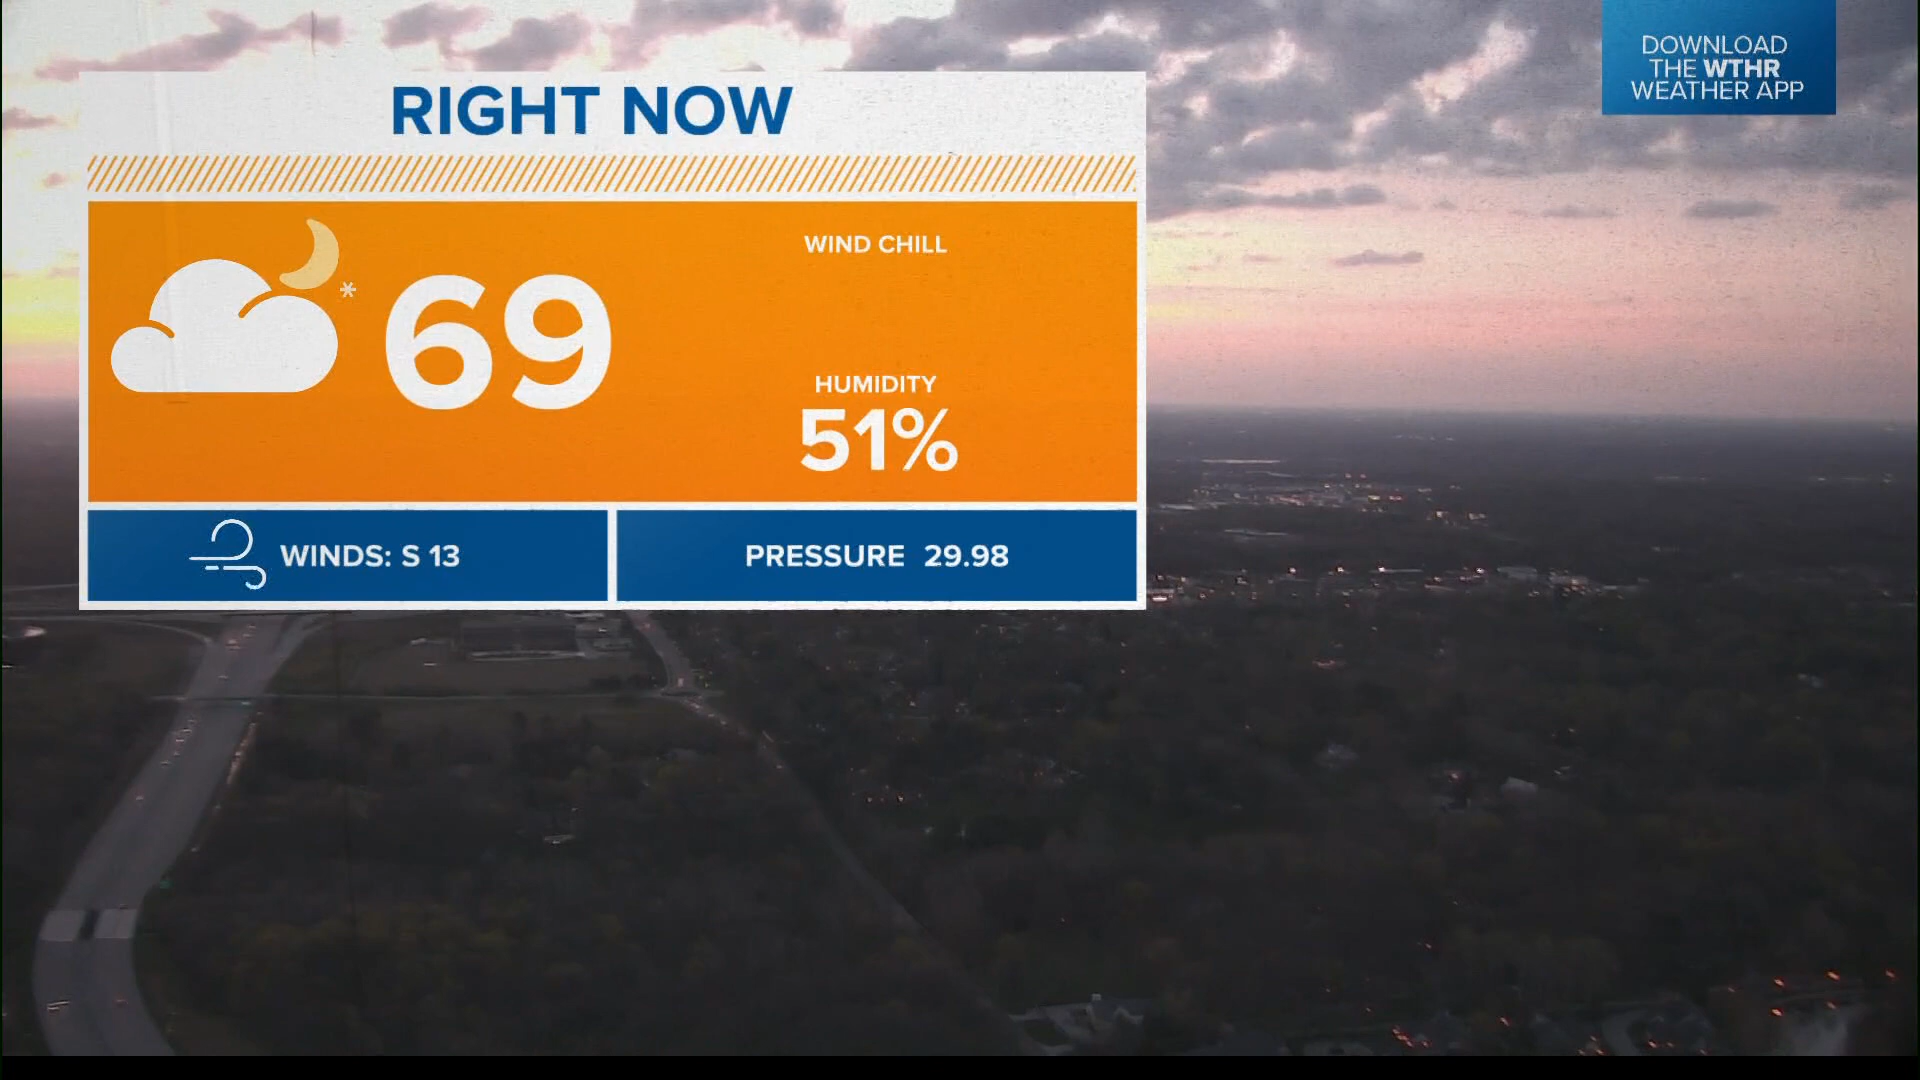 DOWNLOAD
THE WTHR
WEATHER APP
RIGHT NOW
69
WIND CHILL
HUMIDITY
51%
WINDS: S 13
PRESSURE 29.98